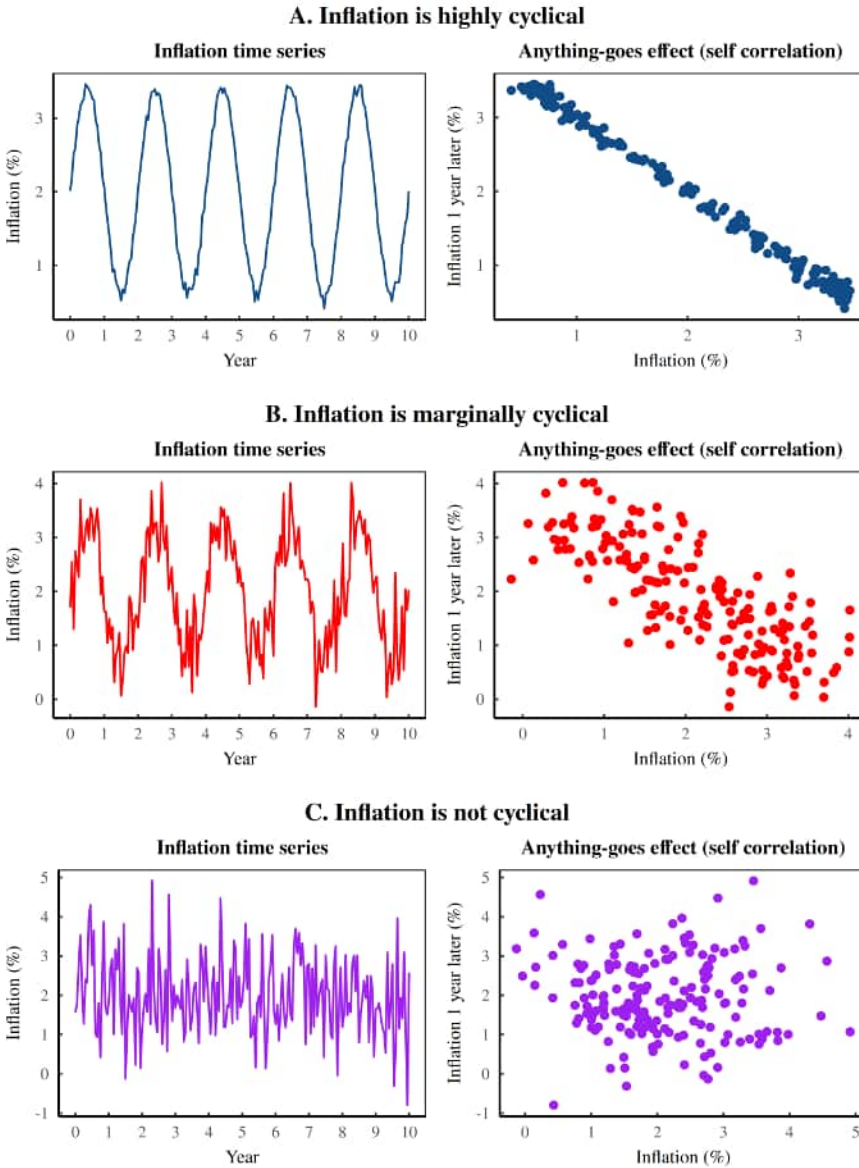 A. Inflation is highly cyclical
Inflation time series
Inflation (%)
3
2
1
0 1 2 3 4 5 6 7 8 9 10
Year
Anything-goes effect (self correlation)
Inflation 1 year later (%)
3
2
1
1 2 3
Inflation (%)
B. Inflation is marginally cyclical
Inflation time series
Inflation (%)
4
3
2
1
0
0 1 2 3 4 5 6 7 8 9 10
Year
Anything-goes effect (self correlation)
Inflation 1 year later (%)
4
3
2
1
0
0 1 2 3 4
Inflation (%)
C. Inflation is not cyclical
Inflation time series
Inflation (%)
5
4
3
2
1
0
-1
0 1 2 3 4 5 6 7 8 9 10
Year
Anything-goes effect (self correlation)
Inflation 1 year later (%)
5
4
3
2
1
0
-1
0 1 2 3 4 5
Inflation (%)